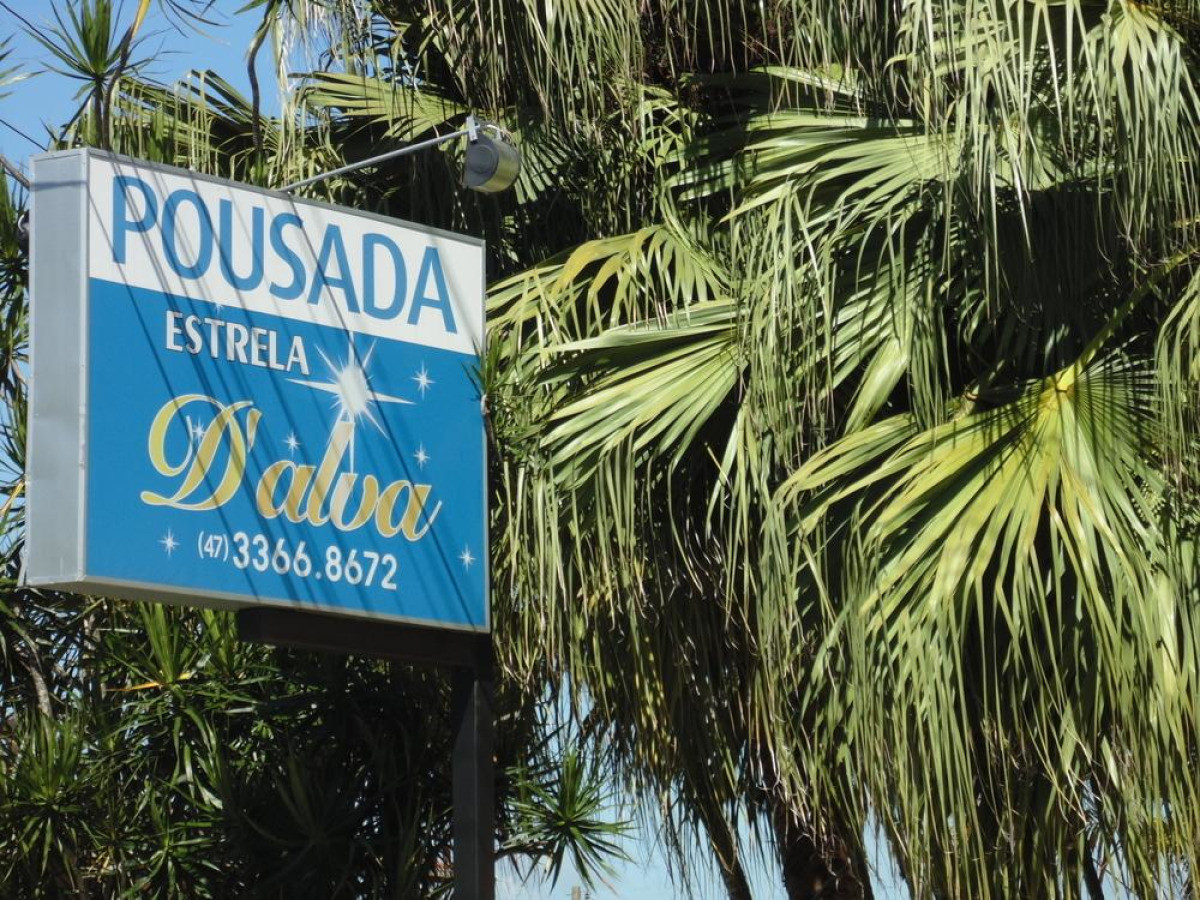 POUSADA
ESTRELA
D'alva
(47)3366.8672